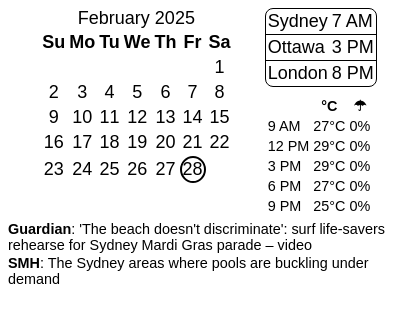 February 2025
Su Mo Tu We Th Fr Sa
1
2 3 4 5 6 7 8
9 10 11 12 13 14 15
16 17 18 19 20 21 22
23 24 25 26 27 28
Sydney 7 AM
Ottawa 3 PM
London 8 PM
°C ☂
9 AM 27°C 0%
12 PM 29°C 0%
3 PM 29°C 0%
6 PM 27°C 0%
9 PM 25°C 0%
Guardian: 'The beach doesn't discriminate': surf life-savers
rehearse for Sydney Mardi Gras parade – video
SMH: The Sydney areas where pools are buckling under
demand